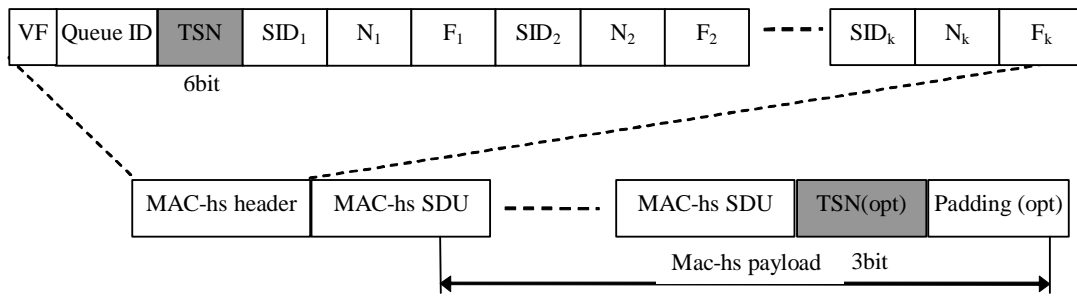 VF Queue ID TSN SID1 N1 F1 SID2 N2 F2 SIDk Nk Fk
6bit
MAC-hs header MAC-hs SDU MAC-hs SDU TSN(opt) Padding (opt)
Mac-hs payload 3bit